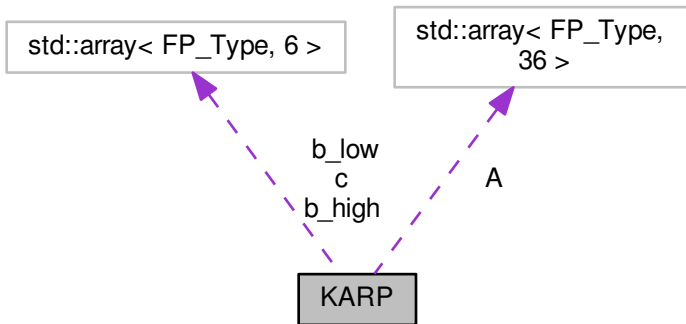 std::array< FP_Type, 6 >
std::array< FP_Type,
36 >
b_low
c
b_high
A
KARP